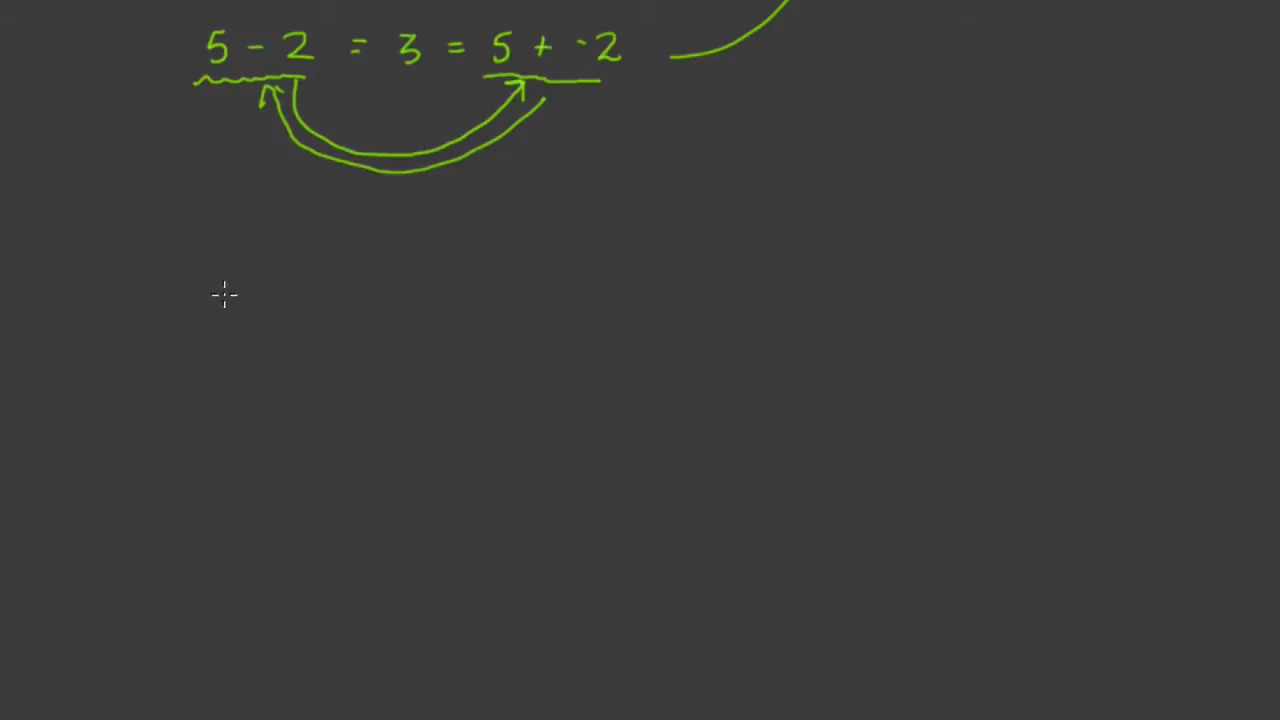 5 - 2 = 3 = 5 + -2